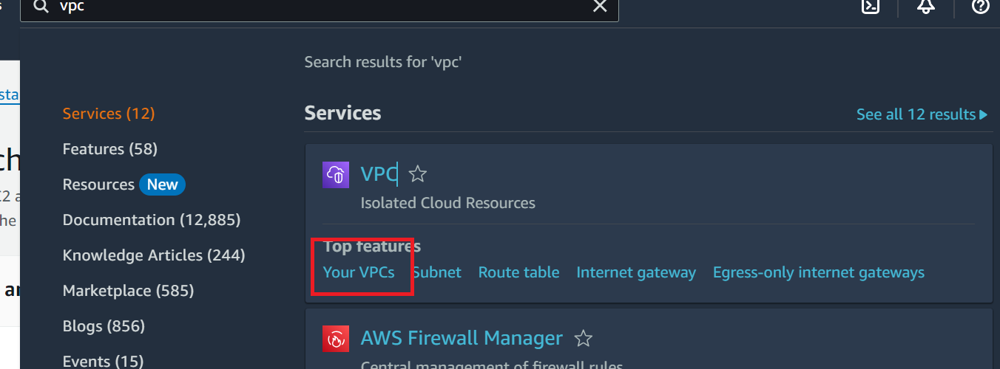 vpc
Search results for 'vpc'
Services (12)
Features (58)
Resources New
Documentation (12,885)
Knowledge Articles (244)
Marketplace (585)
Blogs (856)
Events (15)
Services
See all 12 results
VPC
Isolated Cloud Resources
Top features
Your VPCs Subnet Route table Internet gateway Egress-only internet gateways
AWS Firewall Manager
Central management of firewall rules